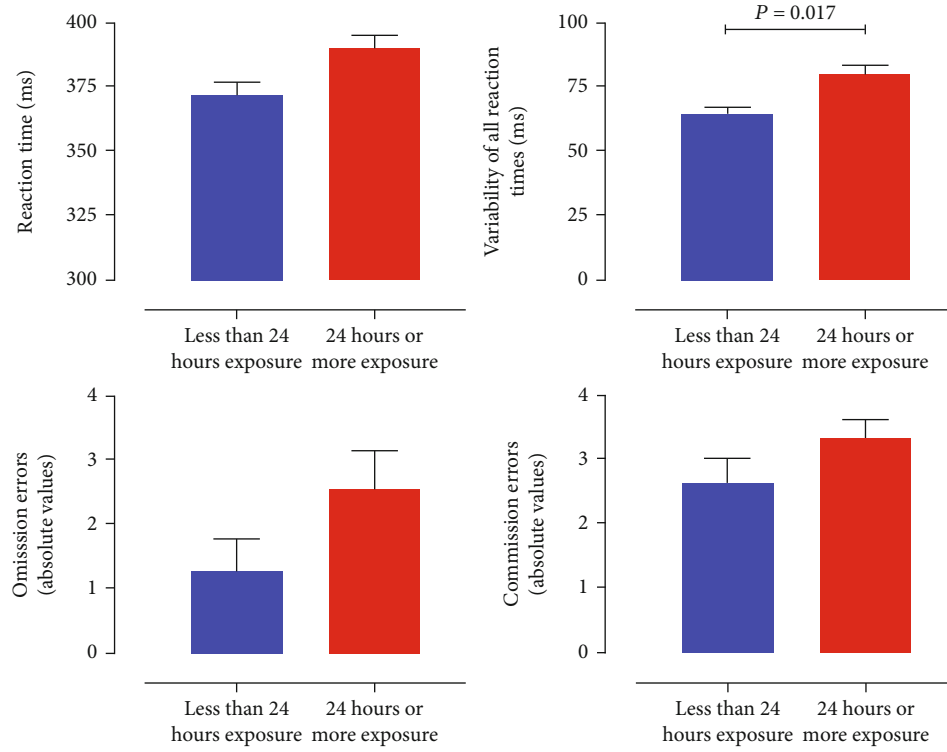 Reaction time (ms)
400
375
350
325
300
Less than 24
hours exposure
24 hours or
more exposure
Variability of all reaction
times (ms)
100
75
50
25
0
P = 0.017
Less than 24
hours exposure
24 hours or
more exposure
Omisssion errors
(absolute values)
4
3
2
1
0
Less than 24
hours exposure
24 hours or
more exposure
Commission errors
(absolute values)
4
3
2
1
0
Less than 24
hours exposure
24 hours or
more exposure